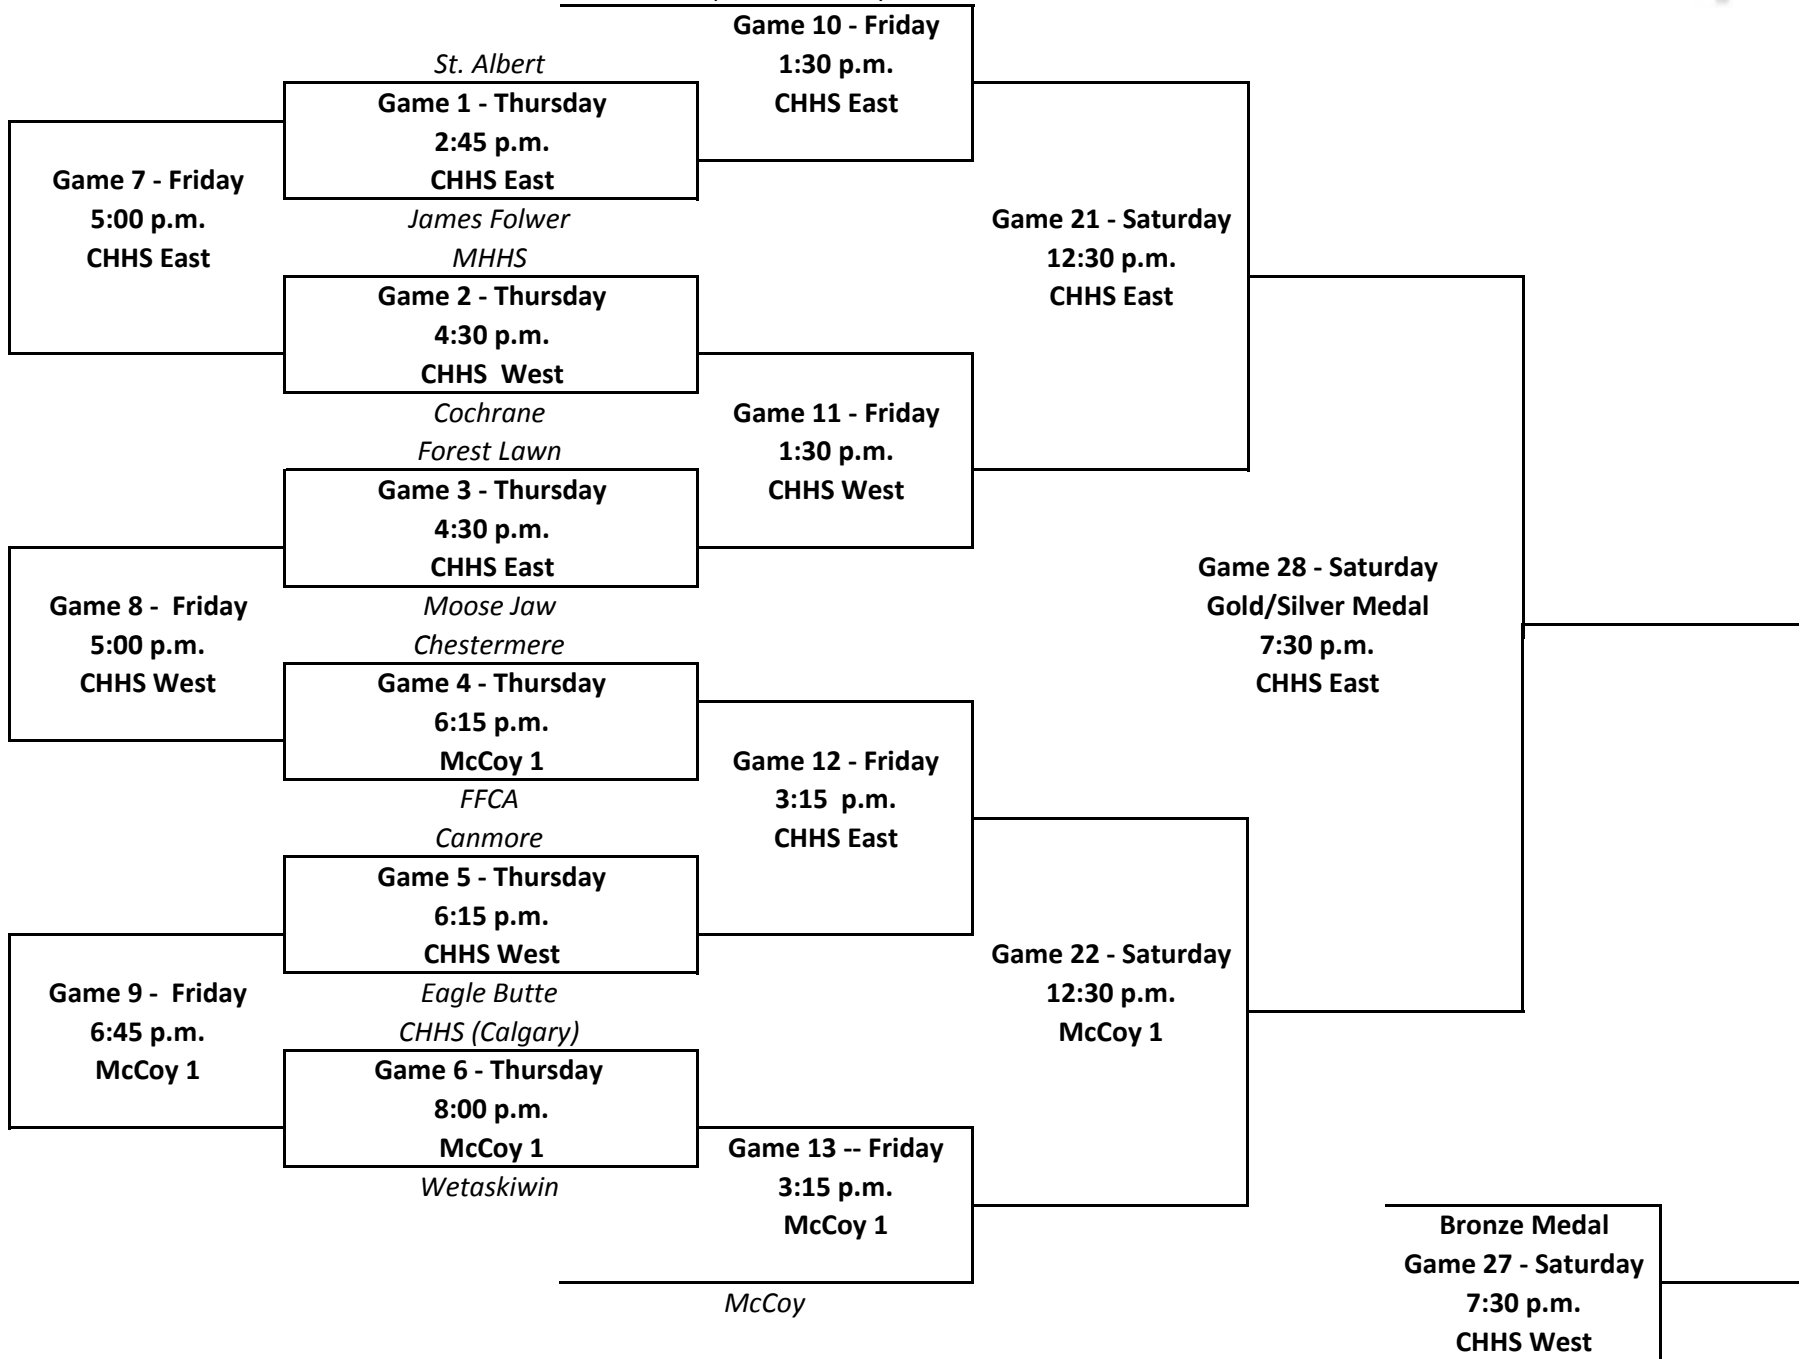 Game 10 - Friday
1:30 p.m.
CHHS East
St. Albert
Game 1 - Thursday
2:45 p.m.
CHHS East
James Folwer
Game 7 - Friday
5:00 p.m.
CHHS East
MHHS
Game 2 - Thursday
4:30 p.m.
CHHS West
Cochrane
Game 21 - Saturday
12:30 p.m.
CHHS East
Game 11 - Friday
1:30 p.m.
CHHS West
Forest Lawn
Game 3 - Thursday
4:30 p.m.
CHHS East
Moose Jaw
Game 8 - Friday
5:00 p.m.
CHHS West
Chestermere
Game 4 - Thursday
6:15 p.m.
McCoy 1
FFCA
Game 28 - Saturday
Gold/Silver Medal
7:30 p.m.
CHHS East
Game 12 - Friday
3:15 p.m.
CHHS East
Canmore
Game 5 - Thursday
6:15 p.m.
CHHS West
Eagle Butte
Game 9 - Friday
6:45 p.m.
McCoy 1
CHHS (Calgary)
Game 6 - Thursday
8:00 p.m.
McCoy 1
Wetaskiwin
Game 22 - Saturday
12:30 p.m.
McCoy 1
Game 13 -- Friday
3:15 p.m.
McCoy 1
McCoy
Bronze Medal
Game 27 - Saturday
7:30 p.m.
CHHS West